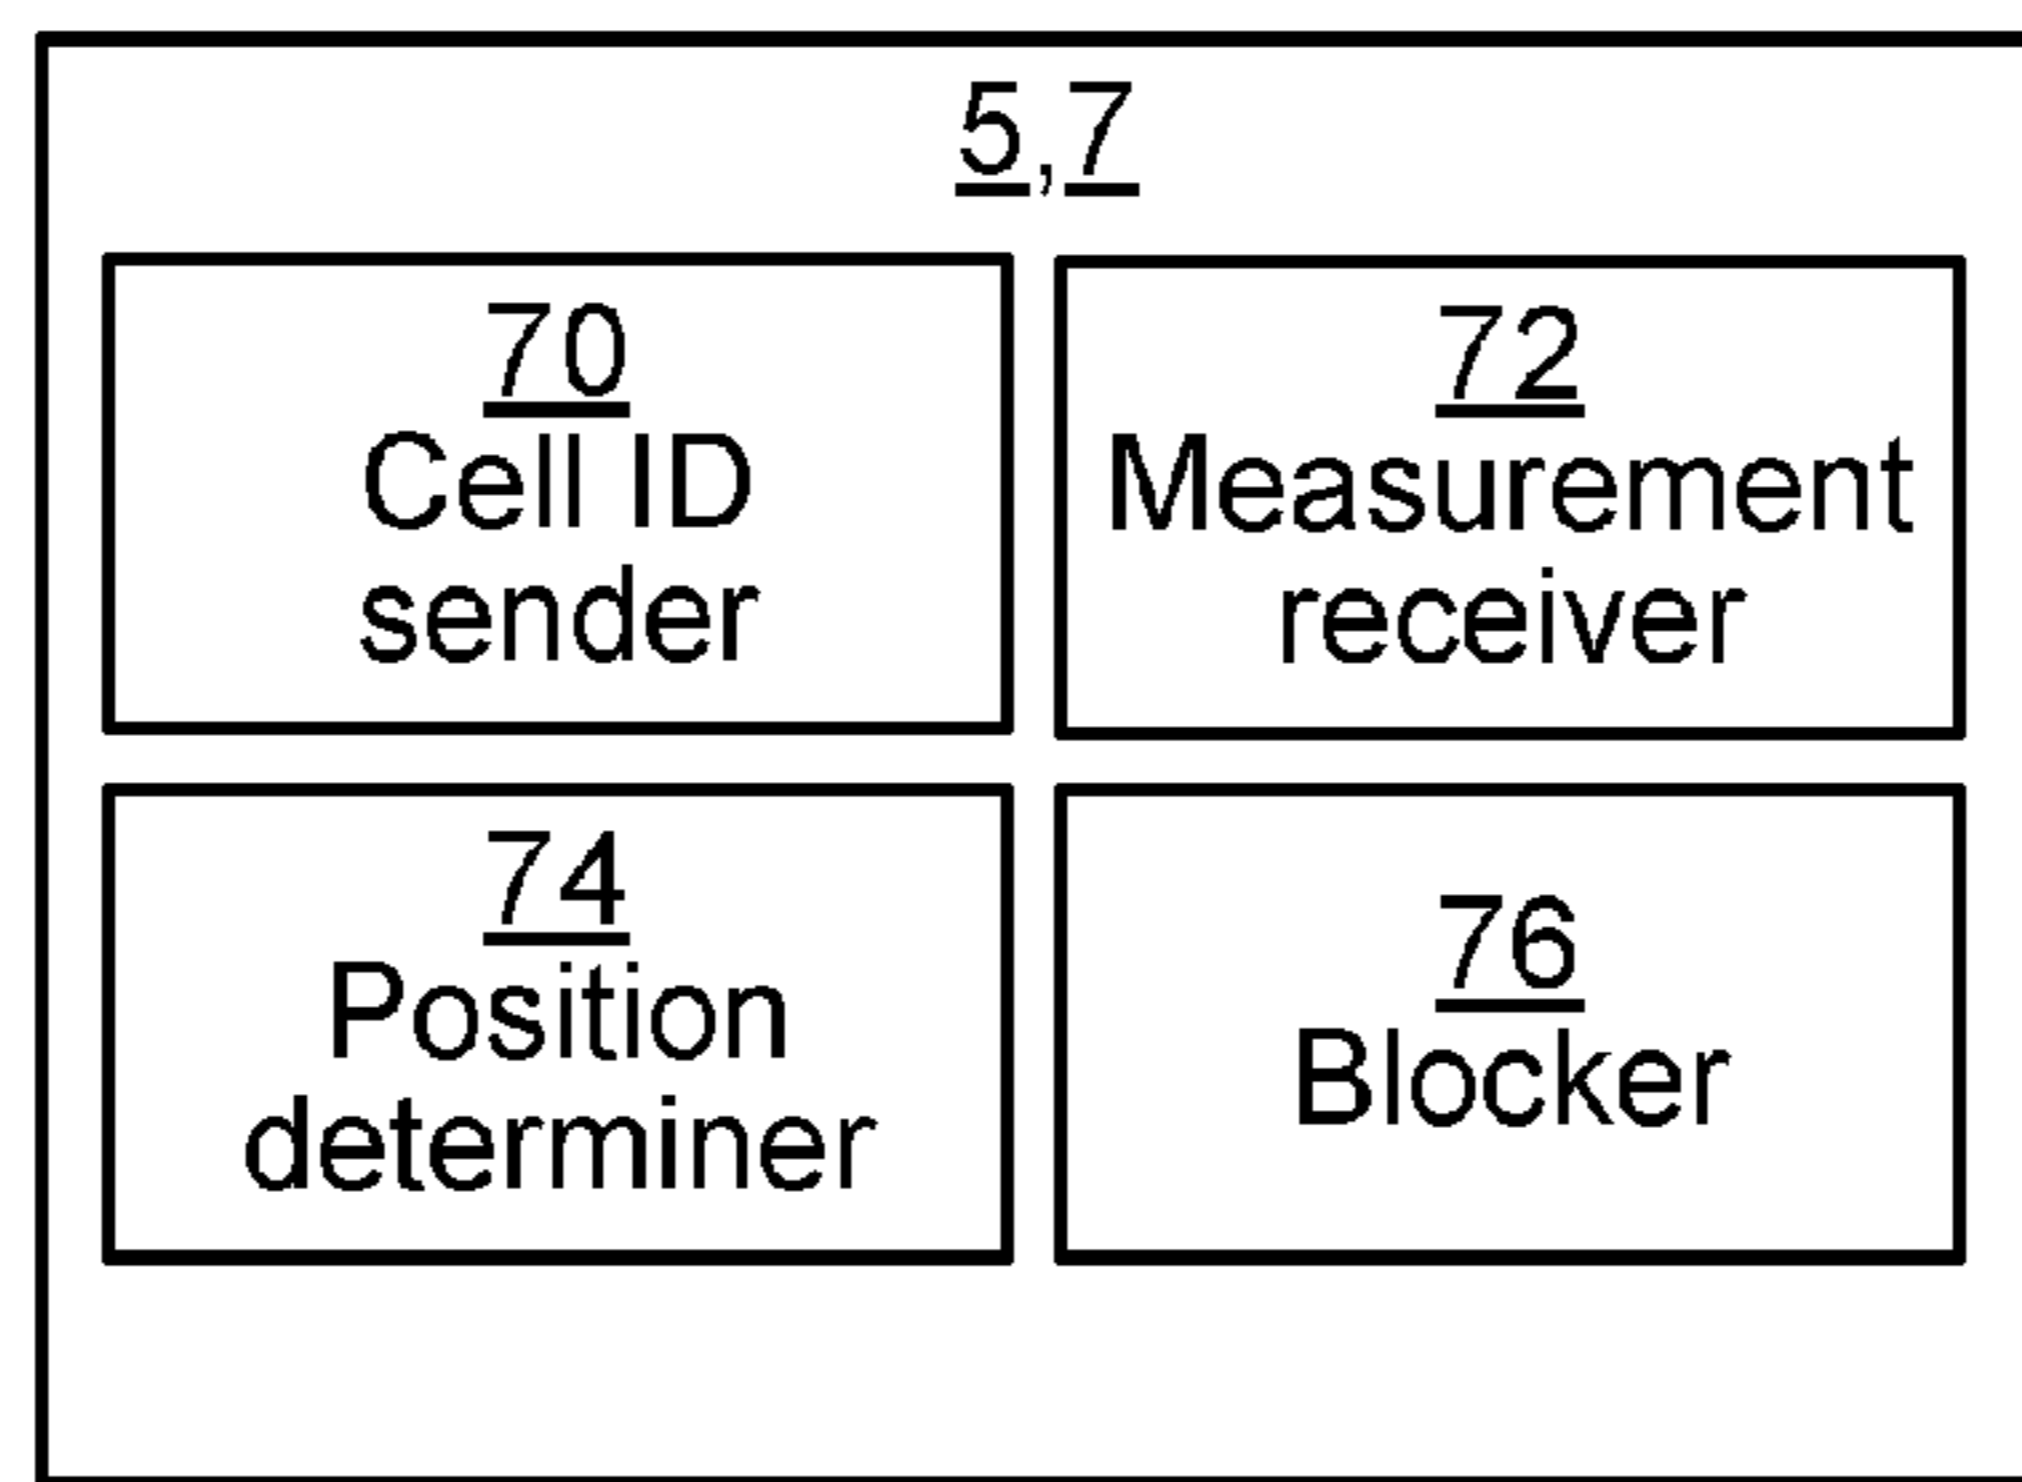 5,7
70
Cell ID
sender
72
Measurement
receiver
74
Position
determiner
76
Blocker